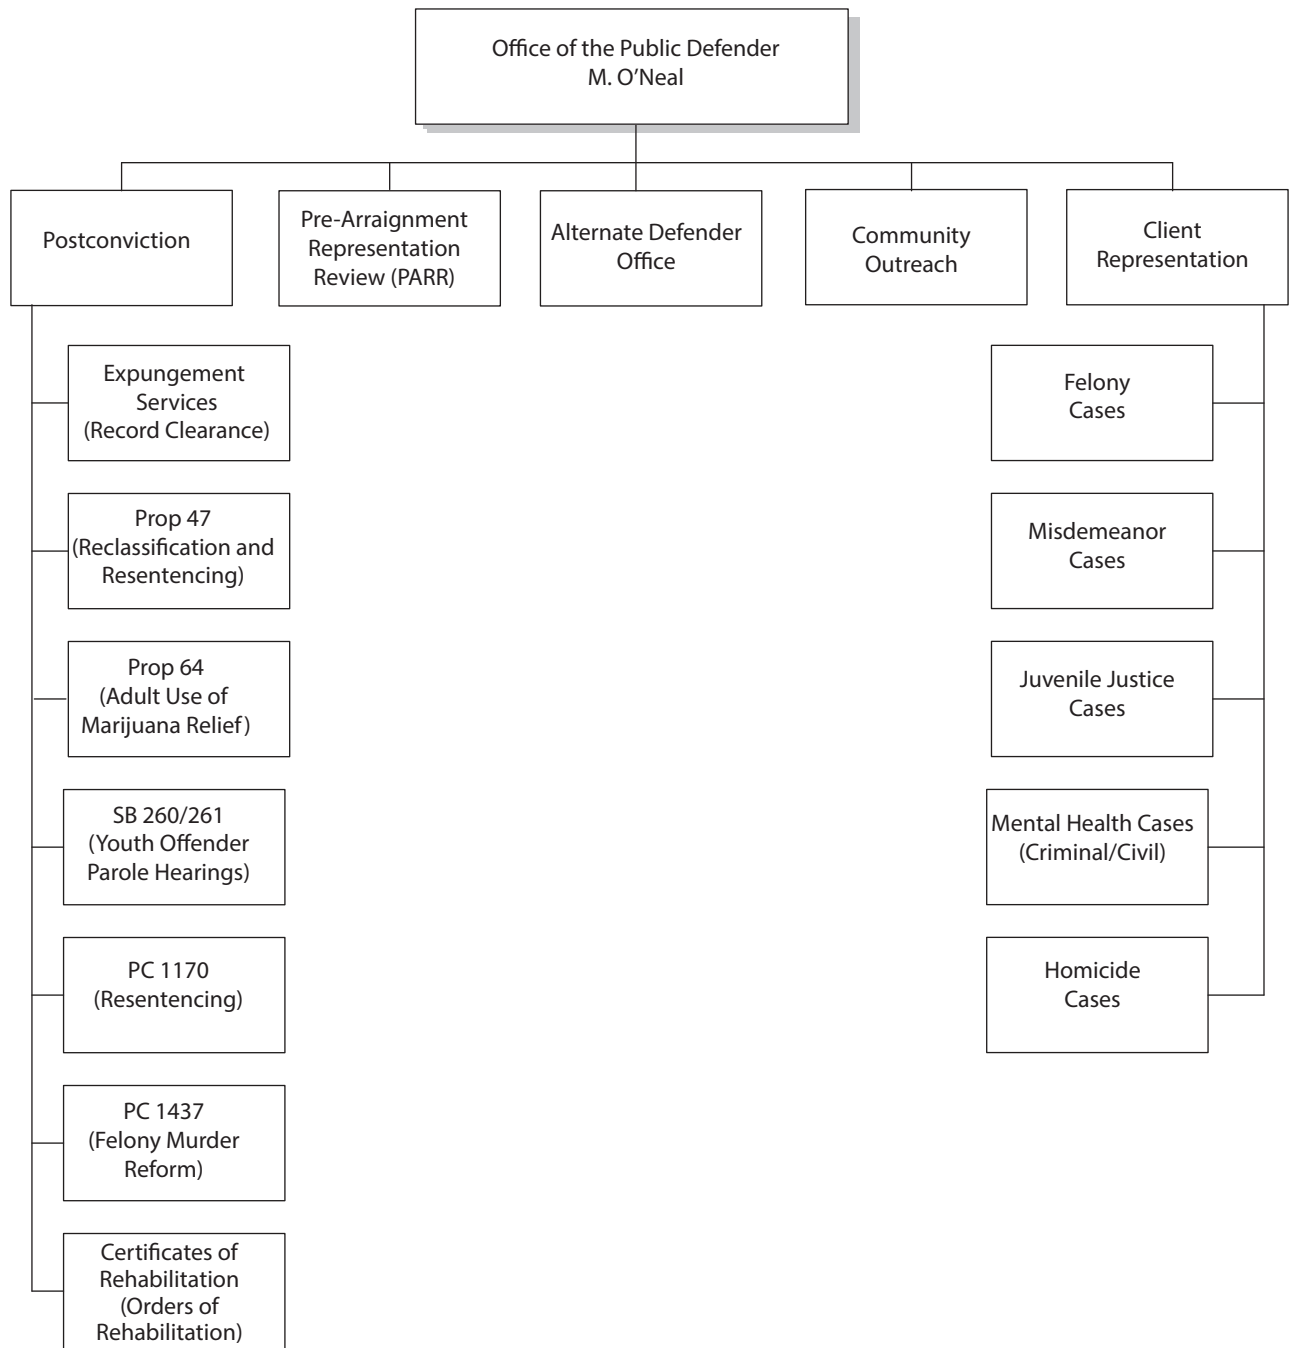 Office of the Public Defender
M. O’Neal
Postconviction
Pre-Arraignment
Representation
Review (PARR)
Alternate Defender
Office
Community
Outreach
Client
Representation
Expungement
Services
(Record Clearance)
Prop 47
(Reclassification and
Resentencing)
Prop 64
(Adult Use of
Marijuana Relief)
SB 260/261
(Youth Offender
Parole Hearings)
PC 1170
(Resentencing)
PC 1437
(Felony Murder
Reform)
Certificates of
Rehabilitation
(Orders of
Rehabilitation)
Felony
Cases
Misdemeanor
Cases
Juvenile Justice
Cases
Mental Health Cases
(Criminal/Civil)
Homicide
Cases